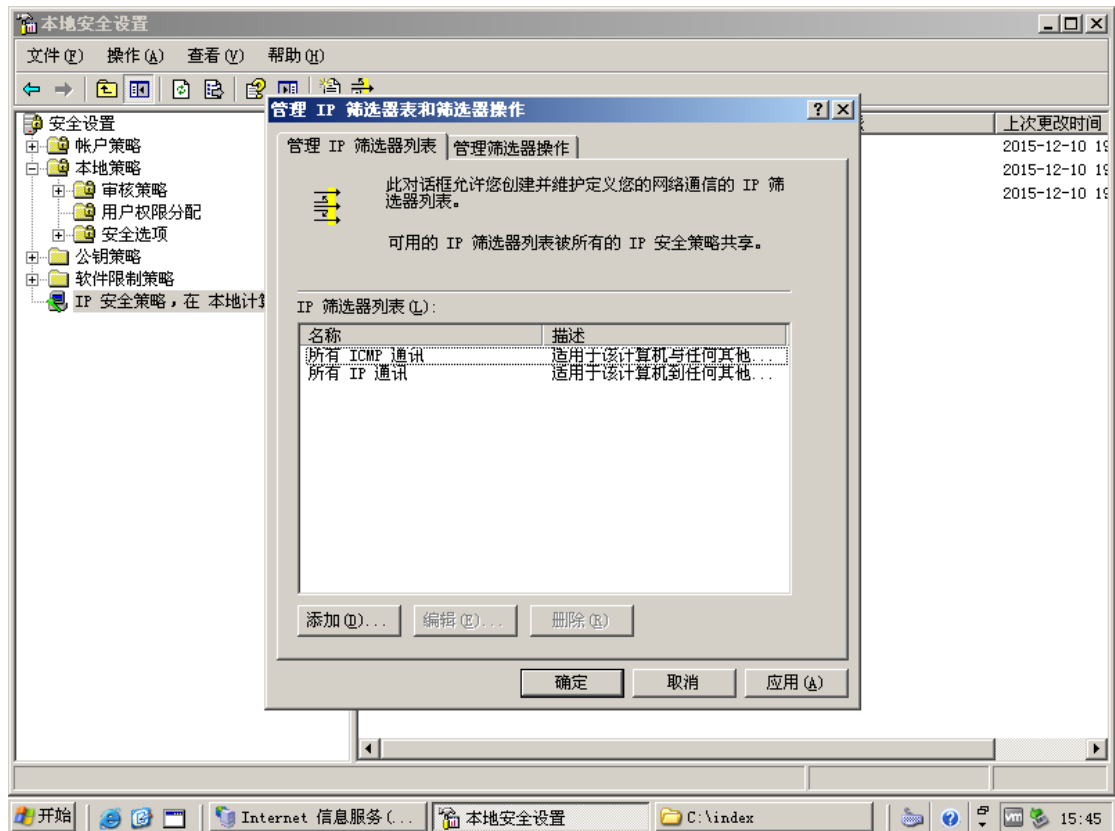 本地安全设置
文件(F) 操作(A) 查看(V) 帮助(H)
管理 IP 筛选器表和筛选器操作
安全设置
帐户策略
本地策略
审核策略
用户权限分配
安全选项
公钥策略
软件限制策略
IP 安全策略，在 本地计
上次更改时间
2015-12-10 19
2015-12-10 19
2015-12-10 19
管理 IP 筛选器列表 管理筛选器操作
此对话框允许您创建并维护定义您的网络通信的 IP 筛
选器列表。
可用的 IP 筛选器列表被所有的 IP 安全策略共享。
IP 筛选器列表(L):
名称 描述
所有 ICMP 通讯 适用于该计算机与任何其他...
所有 IP 通讯 适用于该计算机到任何其他...
添加(D)... 编辑(E)... 删除(R)
确定 取消 应用(A)
开始 Internet 信息服务(... 本地安全设置 C:\index 15:45